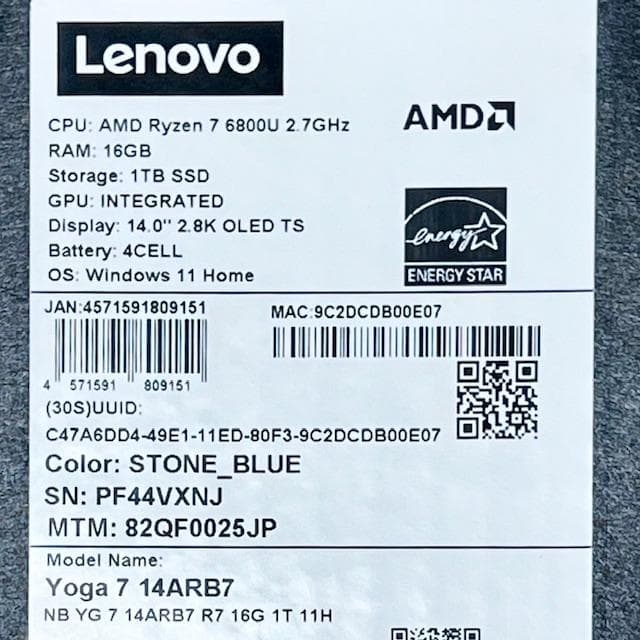 Lenovo
CPU: AMD Ryzen 7 6800U 2.7GHz
AMD
RAM: 16GB
Storage: 1TB SSD
GPU: INTEGRATED
Display: 14.0'' 2.8K OLED TS
Battery: 4CELL
OS: Windows 11 Home
energy
ENERGY STAR
JAN:4571591809151
MAC:9C2DCDB00E07
4 571591 809151
(30S)UUID:
C47A6DD4-49E1-11ED-80F3-9C2DCDB00E07
Color: STONE_BLUE
SN: PF44VXNJ
MTM: 82QF0025JP
Model Name:
Yoga 7 14ARB7
NB YG 7 14ARB7 R7 16G 1T 11H